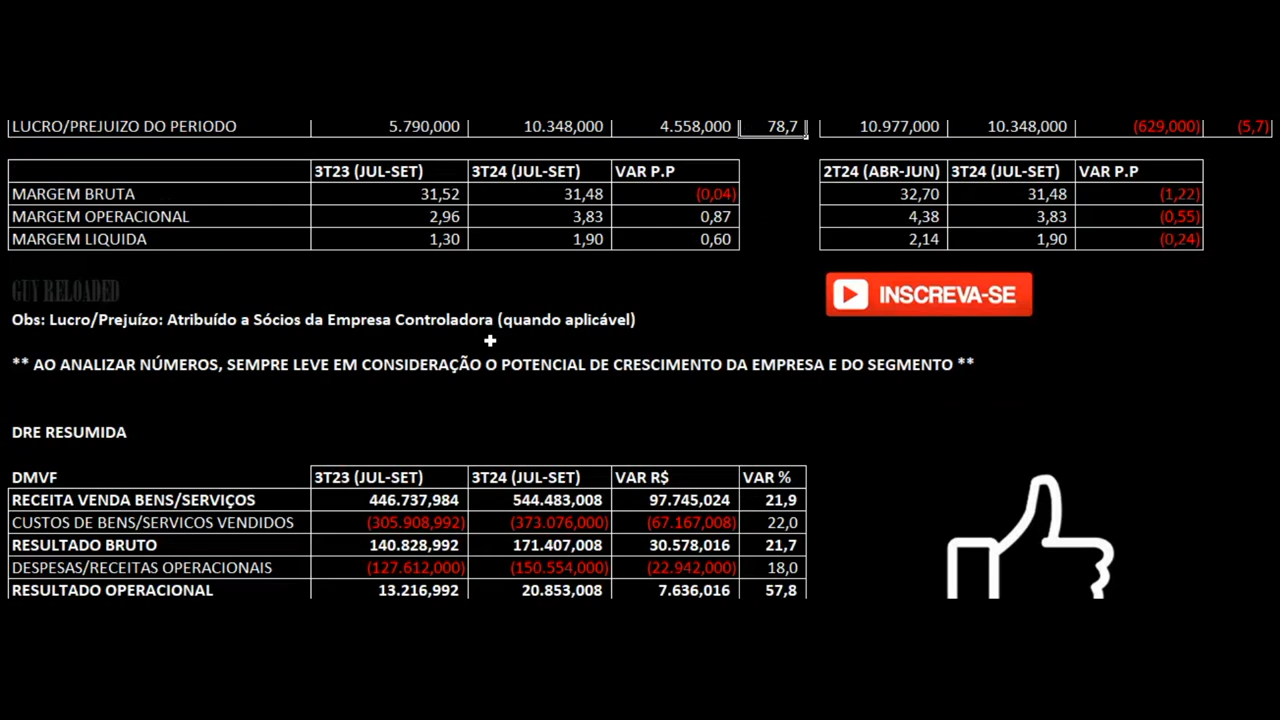 LUCRO/PREJUIZO DO PERIODO 5.790,000 10.348,000 4.558,000 78,7 10.977,000 10.348,000 (629,000) (5,7)
3T23 (JUL-SET) 3T24 (JUL-SET) VAR P.P 2T24 (ABR-JUN) 3T24 (JUL-SET) VAR P.P
MARGEM BRUTA 31,52 31,48 (0,04) 32,70 31,48 (1,22)
MARGEM OPERACIONAL 2,96 3,83 0,87 4,38 3,83 (0,55)
MARGEM LIQUIDA 1,30 1,90 0,60 2,14 1,90 (0,24)
GUY RELOADED
INSCREVA-SE
Obs: Lucro/Prejuízo: Atribuído a Sócios da Empresa Controladora (quando aplicável)
** AO ANALIZAR NÚMEROS, SEMPRE LEVE EM CONSIDERAÇÃO O POTENCIAL DE CRESCIMENTO DA EMPRESA E DO SEGMENTO **
DRE RESUMIDA
DMVF 3T23 (JUL-SET) 3T24 (JUL-SET) VAR R$ VAR %
RECEITA VENDA BENS/SERVIÇOS 446.737,984 544.483,008 97.745,024 21,9
CUSTOS DE BENS/SERVICOS VENDIDOS (305.908,992) (373.076,000) (67.167,008) 22,0
RESULTADO BRUTO 140.828,992 171.407,008 30.578,016 21,7
DESPESAS/RECEITAS OPERACIONAIS (127.612,000) (150.554,000) (22.942,000) 18,0
RESULTADO OPERACIONAL 13.216,992 20.853,008 7.636,016 57,8